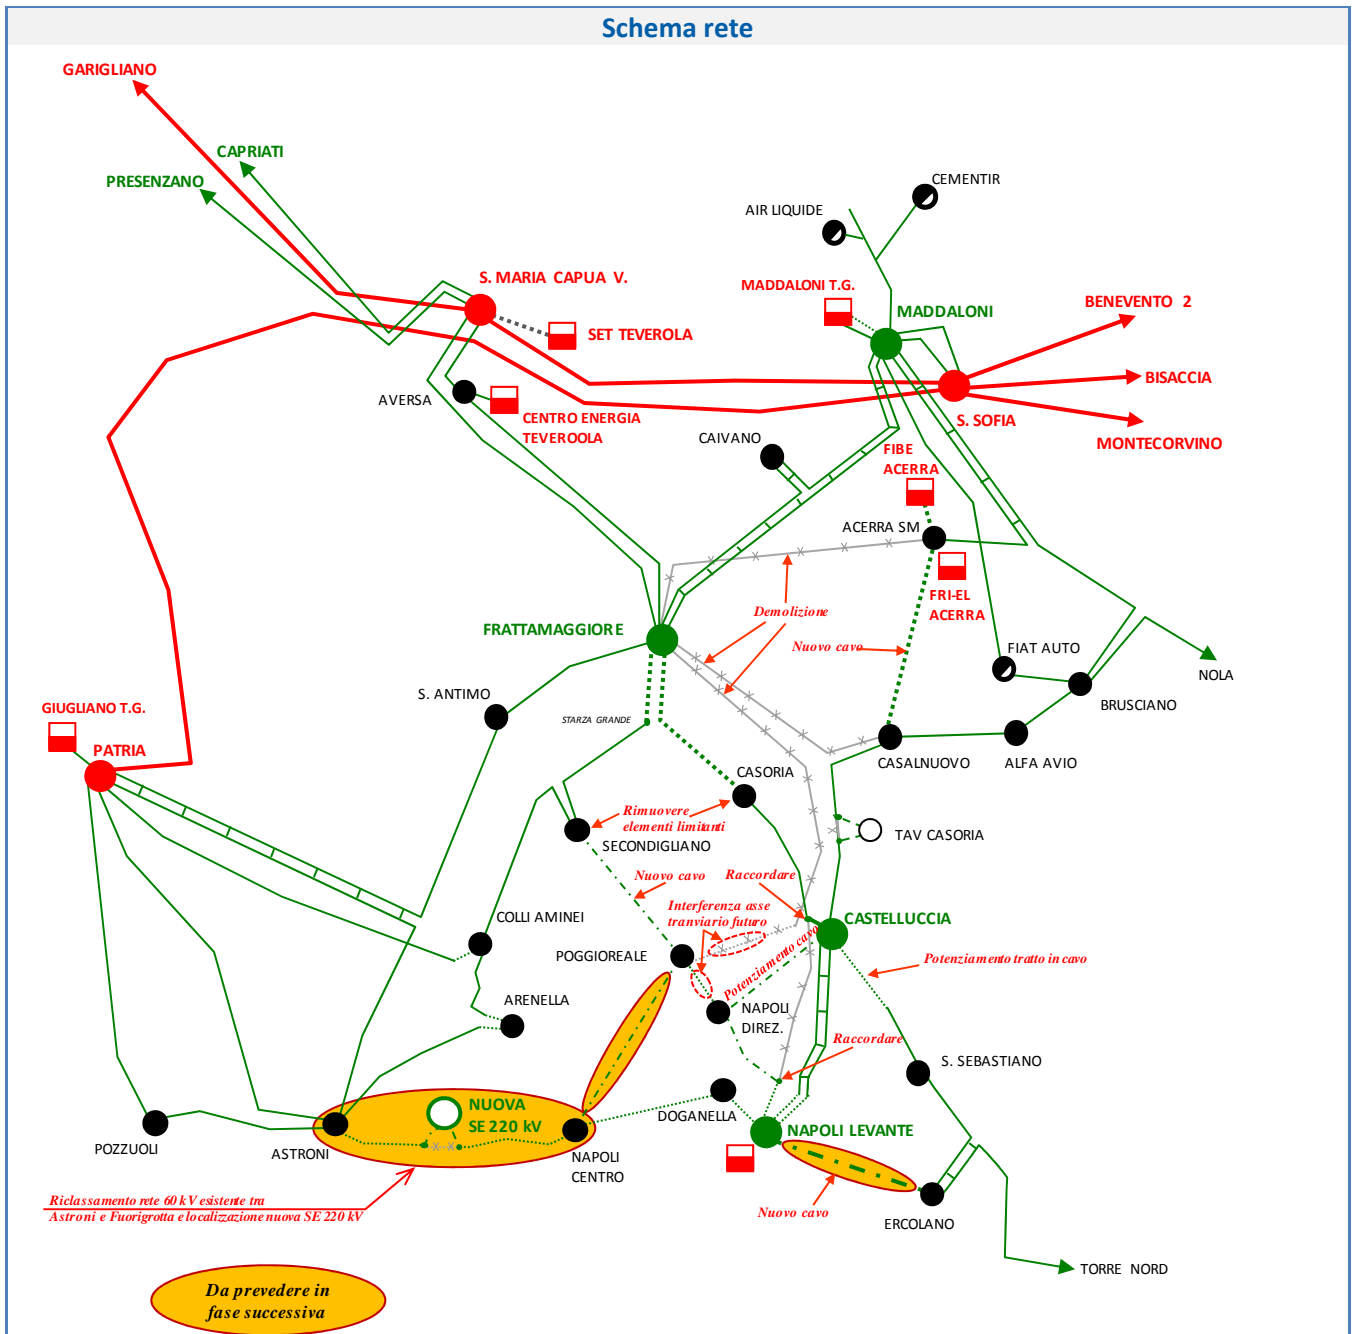 Schema rete
GARIGLIANO
CAPRIATI
PRESENZANO
CEMENTIR
AIR LIQUIDE
S. MARIA CAPUA V.
MADDALONI T.G.
BENEVENTO 2
MADDALONI
SET TEVEROLA
BISACCIA
AVERSA
CENTRO ENERGIA
TEVEROOLA
S. SOFIA
MONTECORVINO
CAIVANO
FIBE
ACERRA
ACERRA SM
FRI-EL
ACERRA
Demolizione
FRATTAMAGGIORE
Nuovo cavo
FIAT AUTO
NOLA
S. ANTIMO
BRUSCIANO
GIUGLIANO T.G.
STARZA GRANDE
PATRIA
CASALNUOVO
ALFA AVIO
CASORIA
Rimuovere
elementi limitanti
TAV CASORIA
SECONDIGLIANO
Nuovo cavo
Raccordare
Interferenza asse
tranviario futuro
COLLI AMINEI
CASTELLUCCIA
POGGIOREALE
Potenziamento cavo
Potenziamento tratto in cavo
ARENELLA
NAPOLI
DIREZ.
Raccordare
S. SEBASTIANO
NUOVA
SE 220 kV
DOGANELLA
NAPOLI LEVANTE
POZZUOLI
ASTRONI
NAPOLI
CENTRO
Riclassamento rete 60 kV esistente tra
Astroni e Fuorigrotta e localizzazione nuova SE 220 kV
Nuovo cavo
ERCOLANO
TORRE NORD
Da prevedere in
fase successiva